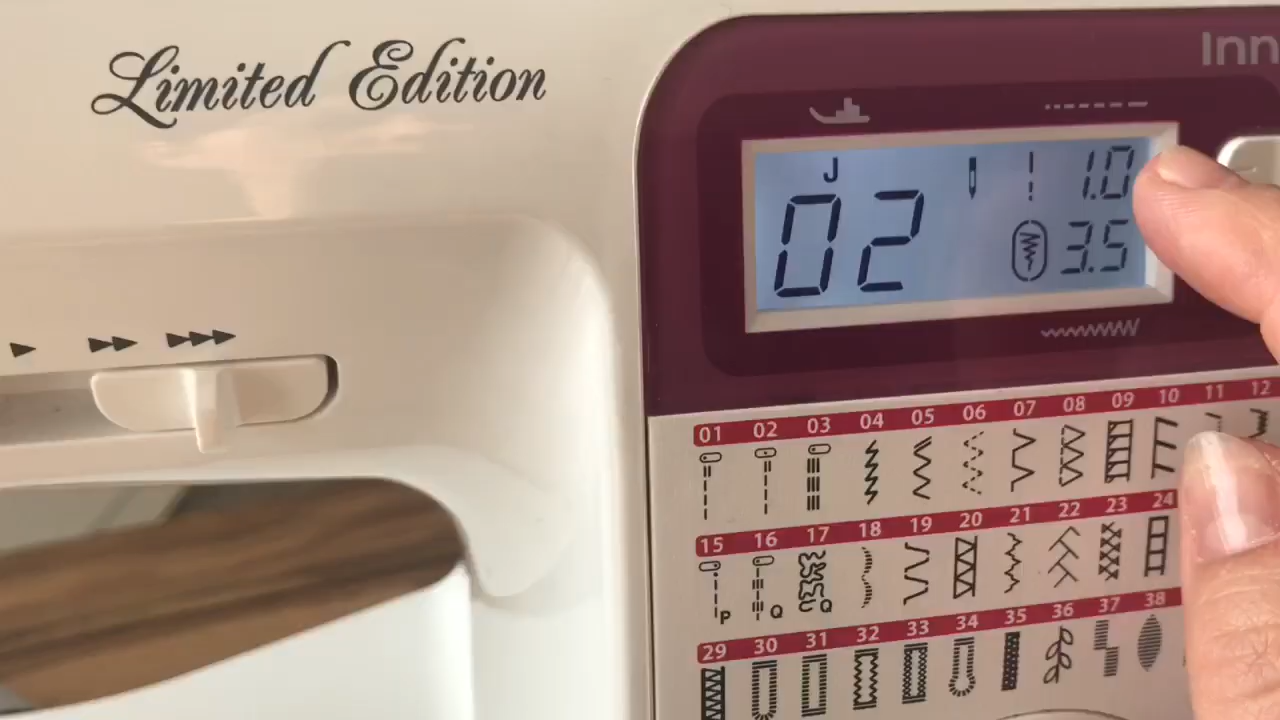 Limited Edition
Inn
J
02
1.0
3.5
01 02 03 04 05 06 07 08 09 10 11 12
15 16 17 18 19 20 21 22 23 24
P Q Q
29 30 31 32 33 34 35 36 37 38